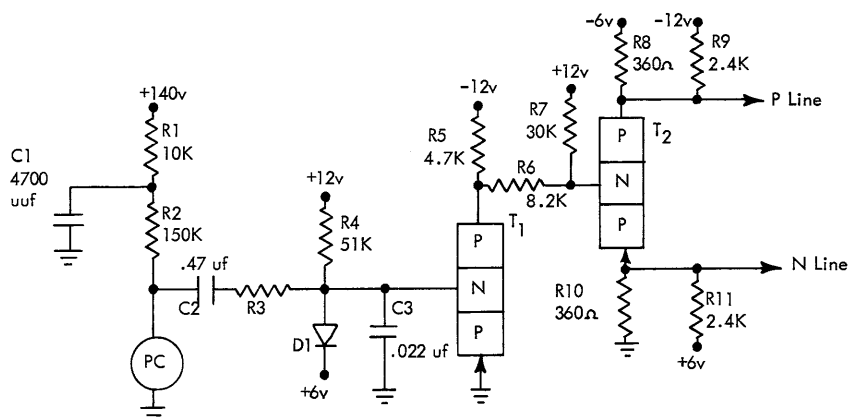 -6v
R8
360Ω
-12v
R9
2.4K
P Line
+140v
R1
10K
C1
4700
uuf
R2
150K
.47 uf
C2
R3
+12v
R4
51K
D1
+6v
C3
.022 uf
PC
-12v
R5
4.7K
R6
8.2K
T1
P
N
P
+12v
R7
30K
T2
P
N
P
N Line
R10
360Ω
R11
2.4K
+6v